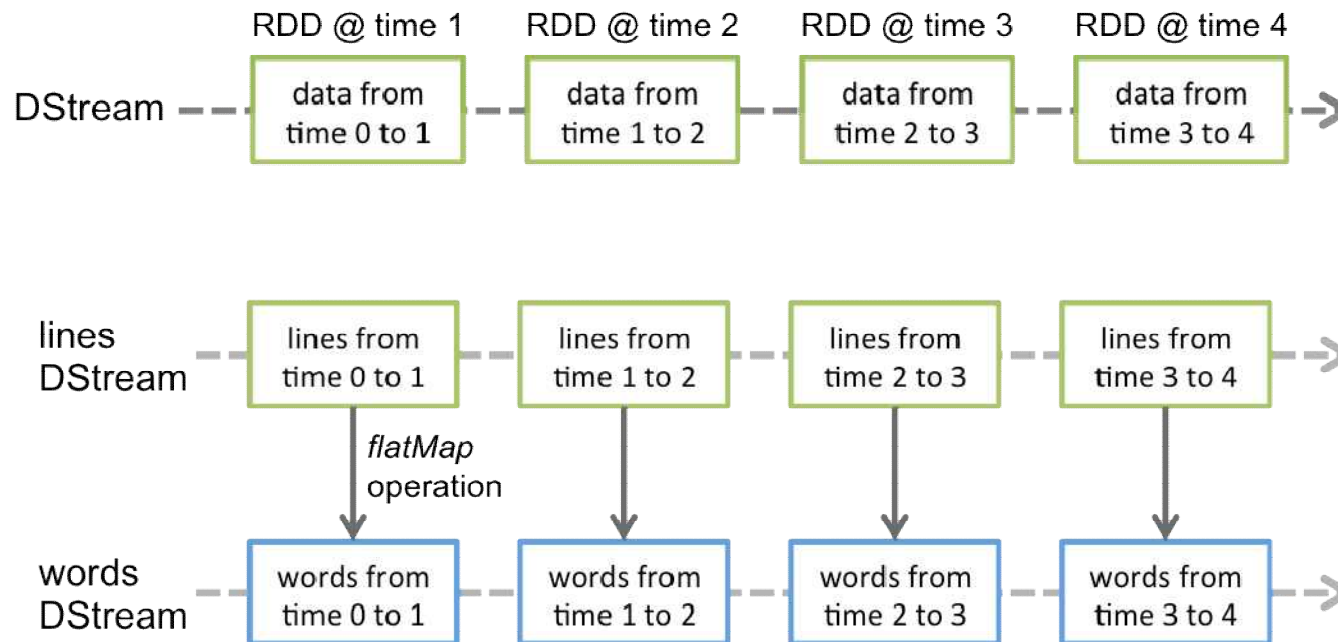 RDD @ time 1 RDD @ time 2 RDD @ time 3 RDD @ time 4
DStream
data from
time 0 to 1
data from
time 1 to 2
data from
time 2 to 3
data from
time 3 to 4
lines
DStream
lines from
time 0 to 1
lines from
time 1 to 2
lines from
time 2 to 3
lines from
time 3 to 4
flatMap
operation
words
DStream
words from
time 0 to 1
words from
time 1 to 2
words from
time 2 to 3
words from
time 3 to 4